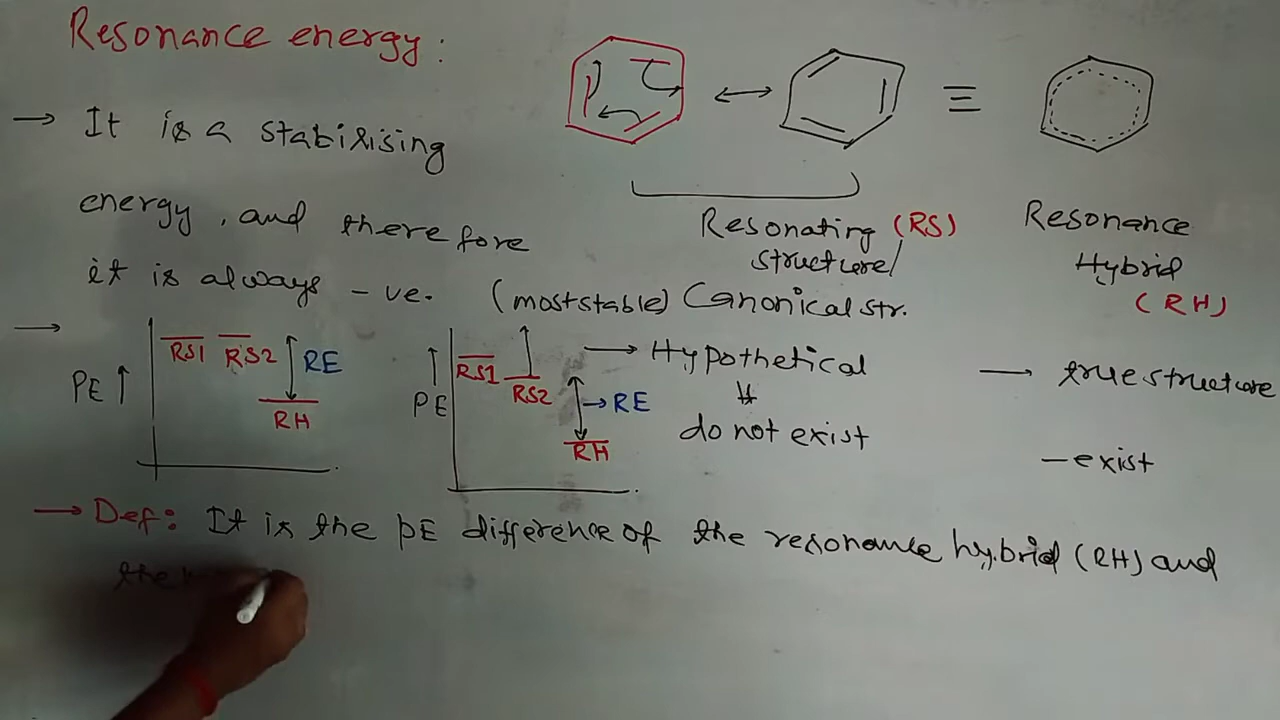 Resonance energy:
→ It is a stabilising
energy, and therefore
it is always -ve.
↔ ≡
Resonating (RS)
structure/
(most stable) Canonical str.
Resonance
Hybrid
(RH)
→
PE ↑ RS1 RS2 RE
RH
PE ↑ RS1 RS2 → RE
RH
→ Hypothetical
do not exist
→ true structure
- exist
→ Def: It is the PE difference of the resonance hybrid (RH) and
the